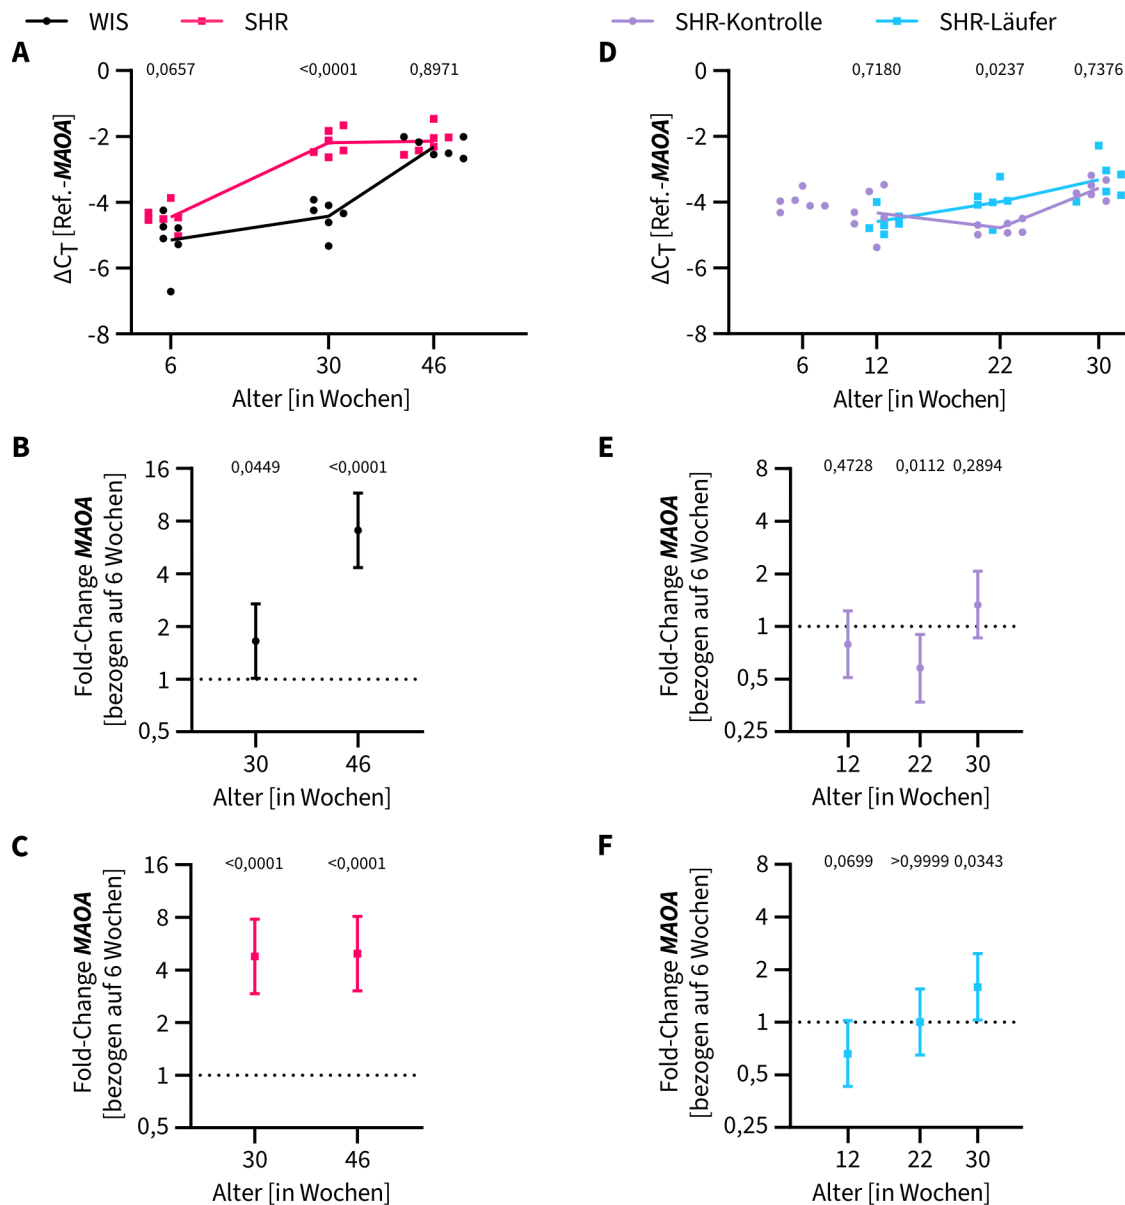 WIS SHR
SHR-Kontrolle SHR-Läufer
A
0,0657 <0,0001 0,8971
0
-2
-4
-6
-8
ΔCT [Ref.-MAOA]
6 30 46
Alter [in Wochen]
D
0,7180 0,0237 0,7376
0
-2
-4
-6
-8
ΔCT [Ref.-MAOA]
6 12 22 30
Alter [in Wochen]
B
0,0449 <0,0001
16
8
4
2
1
0,5
Fold-Change MAOA
[bezogen auf 6 Wochen]
30 46
Alter [in Wochen]
E
0,4728 0,0112 0,2894
8
4
2
1
0,5
0,25
Fold-Change MAOA
[bezogen auf 6 Wochen]
12 22 30
Alter [in Wochen]
C
<0,0001 <0,0001
16
8
4
2
1
0,5
Fold-Change MAOA
[bezogen auf 6 Wochen]
30 46
Alter [in Wochen]
F
0,0699 >0,9999 0,0343
8
4
2
1
0,5
0,25
Fold-Change MAOA
[bezogen auf 6 Wochen]
12 22 30
Alter [in Wochen]